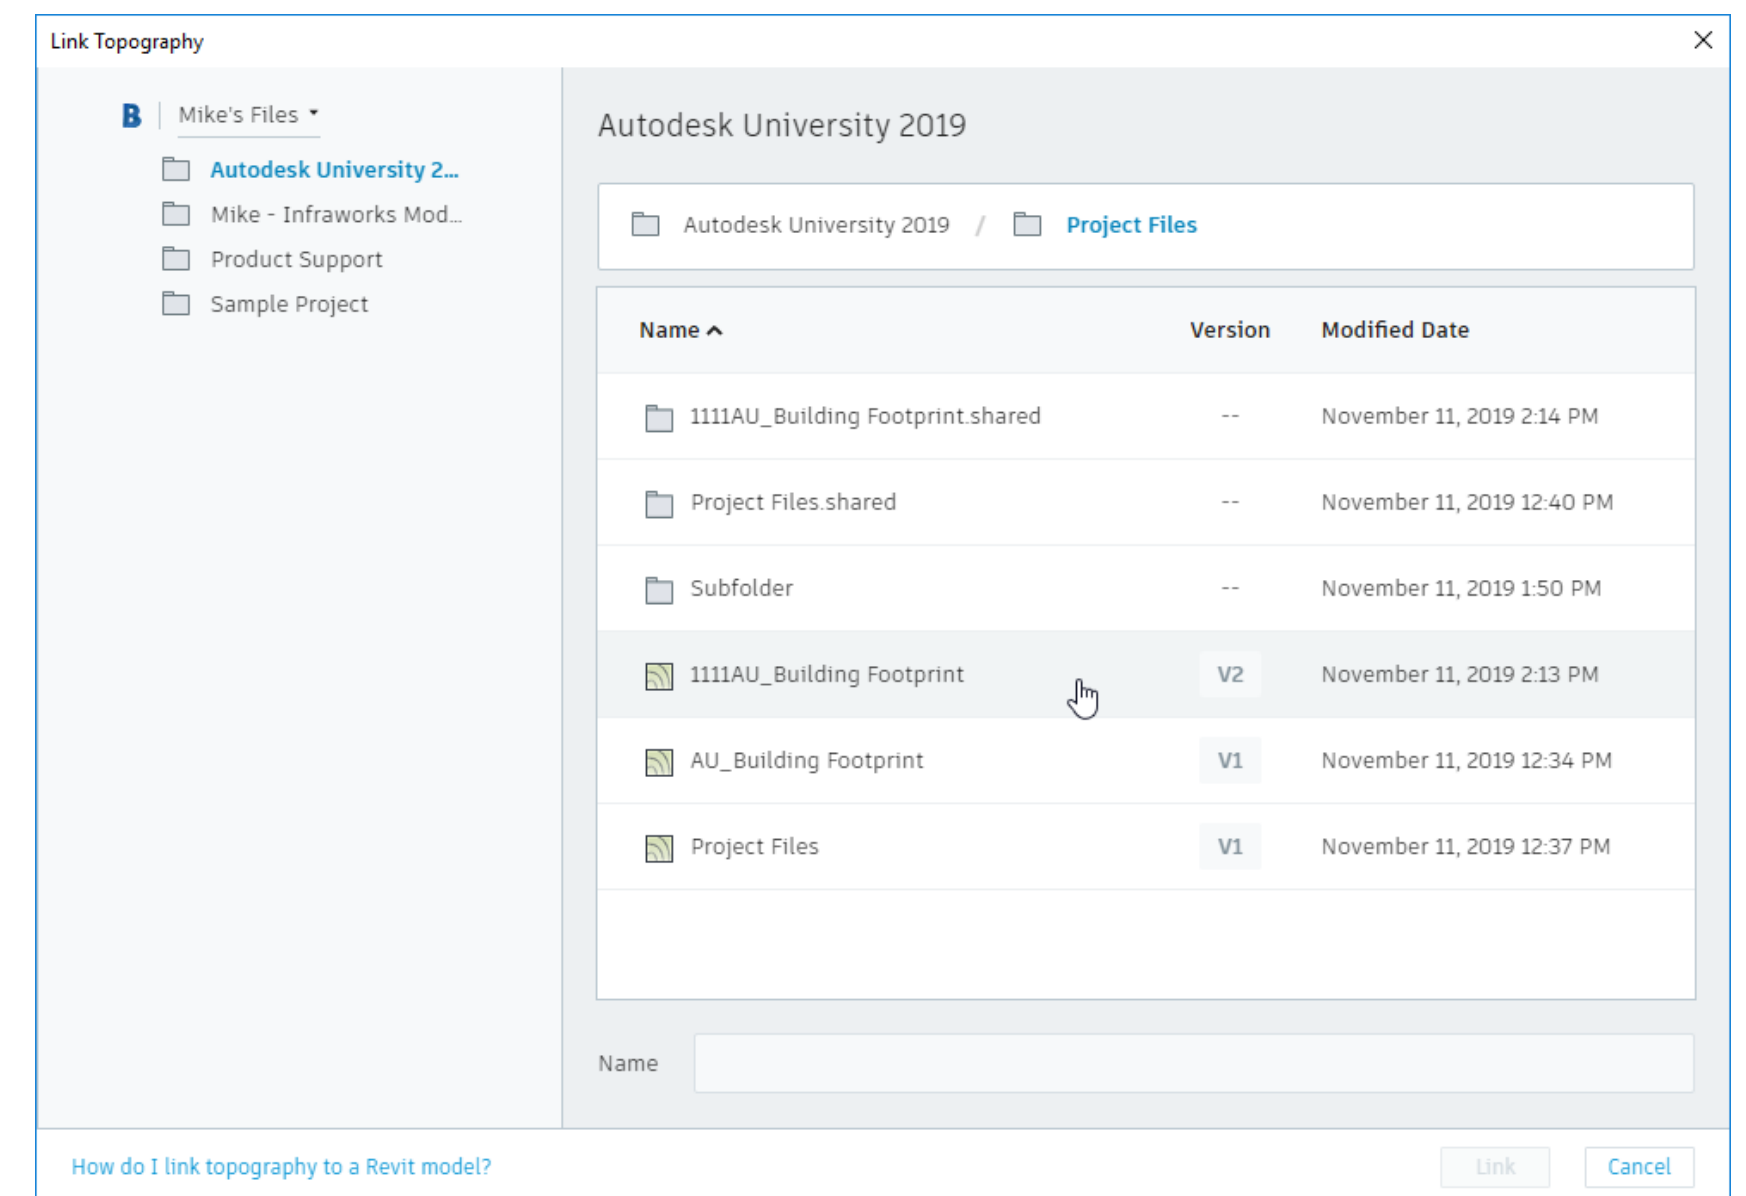 Link Topography
B | Mike's Files
Autodesk University 2...
Mike - Infraworks Mod...
Product Support
Sample Project
Autodesk University 2019
Autodesk University 2019 / Project Files
Name Version Modified Date
1111AU_Building Footprint.shared -- November 11, 2019 2:14 PM
Project Files.shared -- November 11, 2019 12:40 PM
Subfolder -- November 11, 2019 1:50 PM
1111AU_Building Footprint V2 November 11, 2019 2:13 PM
AU_Building Footprint V1 November 11, 2019 12:34 PM
Project Files V1 November 11, 2019 12:37 PM
Name
How do I link topography to a Revit model? Link Cancel